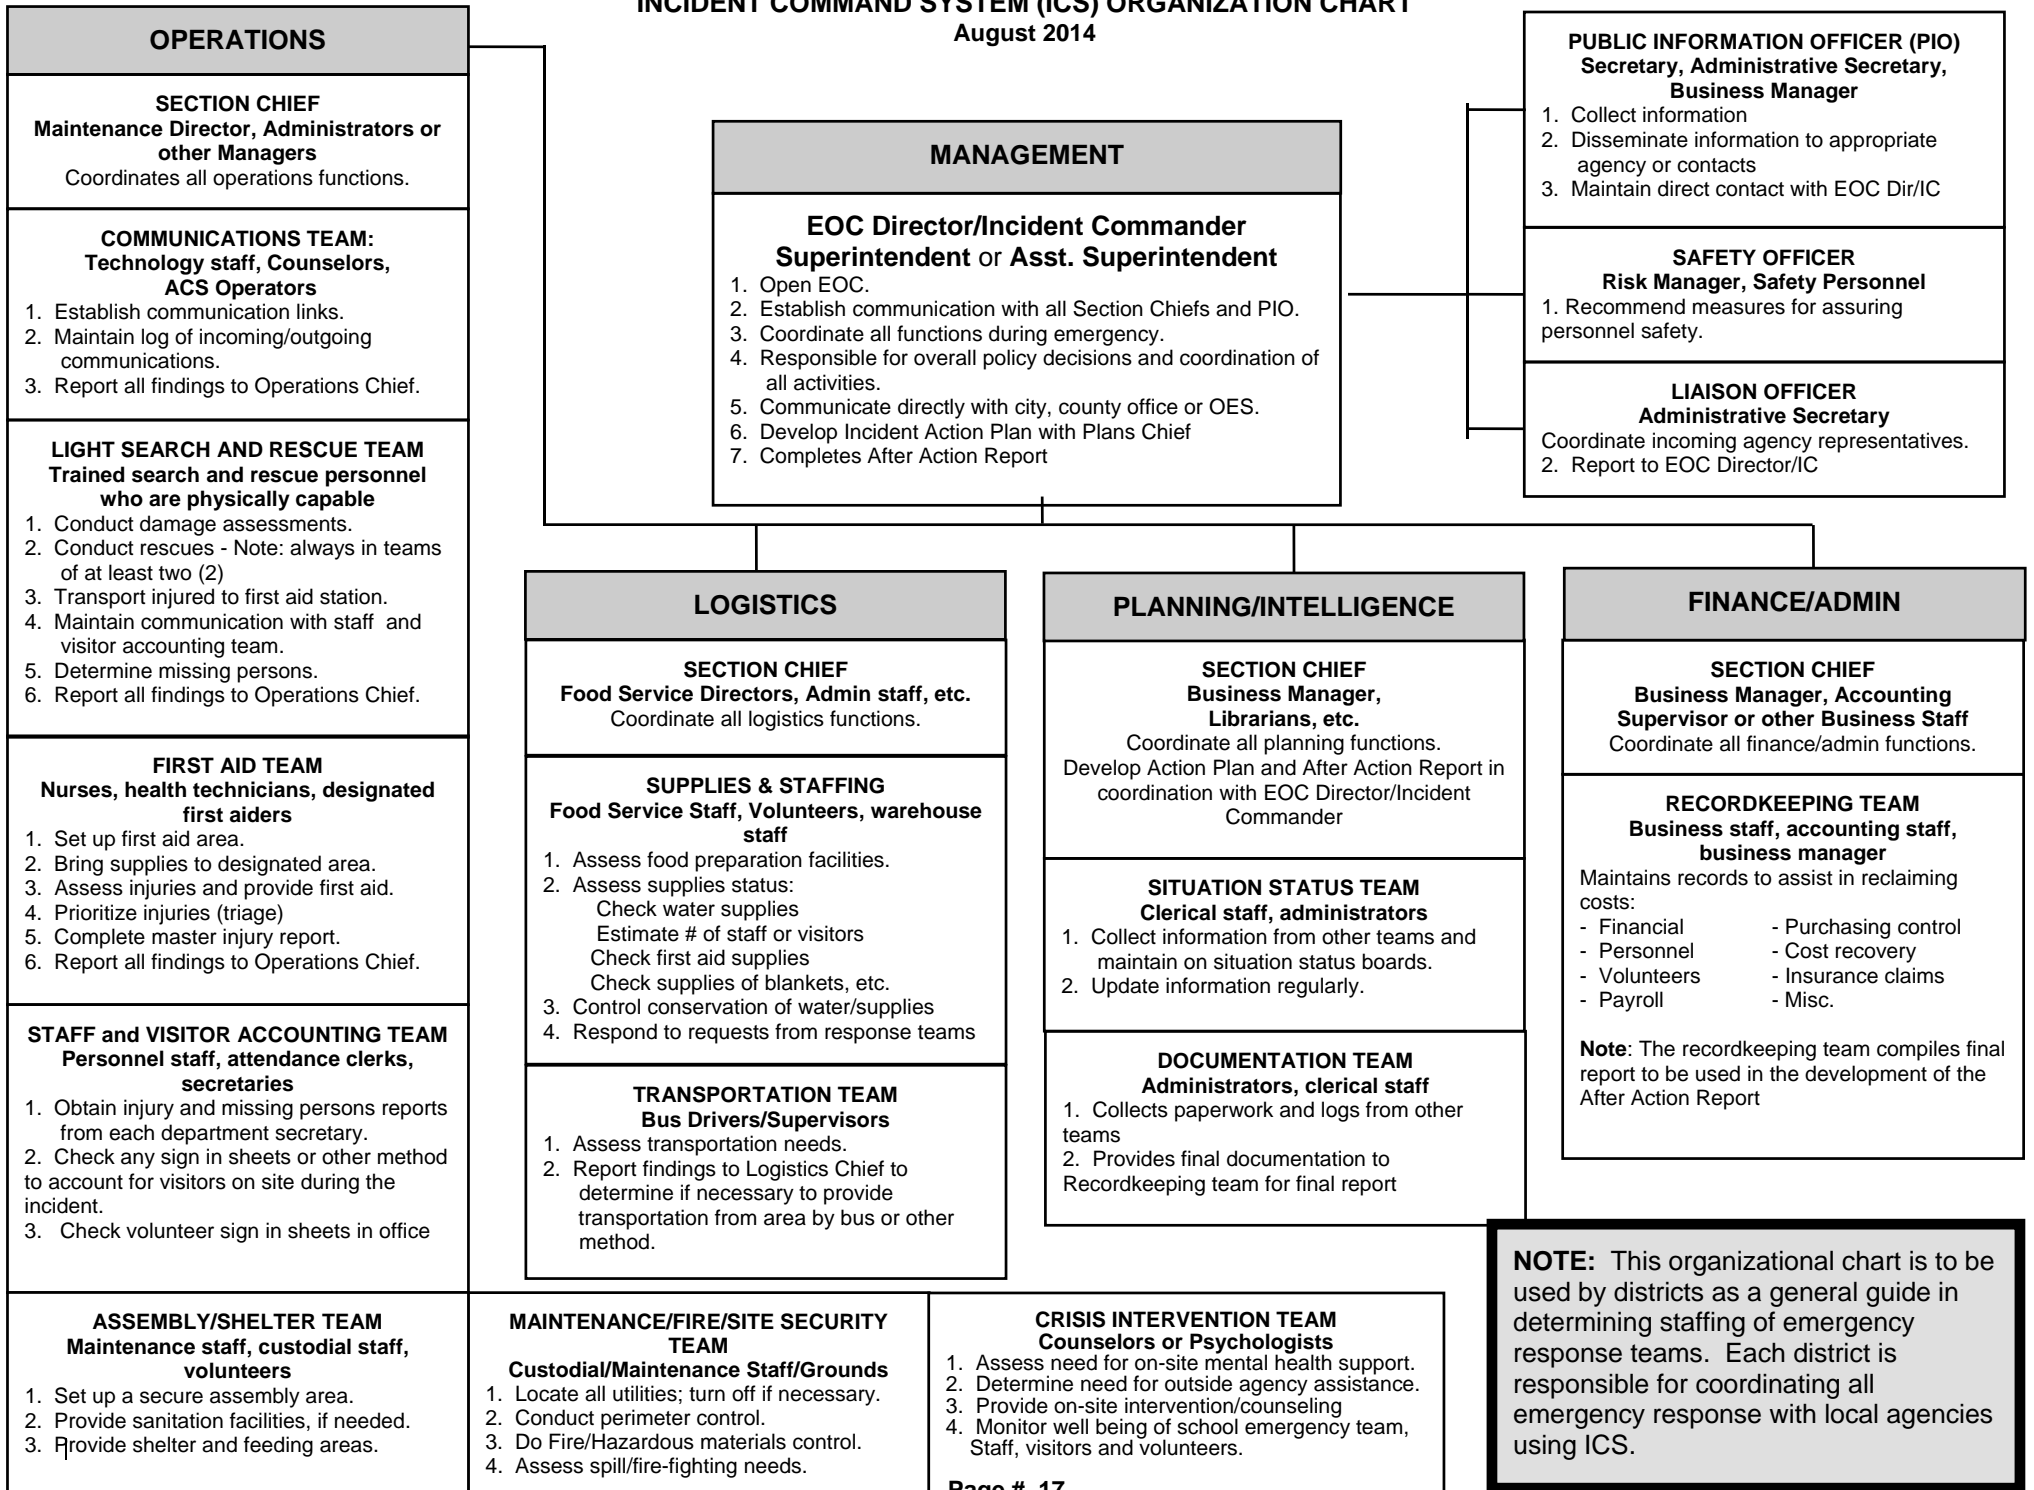 INCIDENT COMMAND SYSTEM (ICS) ORGANIZATION CHART
August 2014
OPERATIONS
SECTION CHIEF
Maintenance Director, Administrators or
other Managers
Coordinates all operations functions.
COMMUNICATIONS TEAM:
Technology staff, Counselors,
ACS Operators
1. Establish communication links.
2. Maintain log of incoming/outgoing
communications.
3. Report all findings to Operations Chief.
LIGHT SEARCH AND RESCUE TEAM
Trained search and rescue personnel
who are physically capable
1. Conduct damage assessments.
2. Conduct rescues - Note: always in teams
of at least two (2)
3. Transport injured to first aid station.
4. Maintain communication with staff and
visitor accounting team.
5. Determine missing persons.
6. Report all findings to Operations Chief.
FIRST AID TEAM
Nurses, health technicians, designated
first aiders
1. Set up first aid area.
2. Bring supplies to designated area.
3. Assess injuries and provide first aid.
4. Prioritize injuries (triage)
5. Complete master injury report.
6. Report all findings to Operations Chief.
STAFF and VISITOR ACCOUNTING TEAM
Personnel staff, attendance clerks,
secretaries
1. Obtain injury and missing persons reports
from each department secretary.
2. Check any sign in sheets or other method
to account for visitors on site during the
incident.
3. Check volunteer sign in sheets in office
ASSEMBLY/SHELTER TEAM
Maintenance staff, custodial staff,
volunteers
1. Set up a secure assembly area.
2. Provide sanitation facilities, if needed.
3. Provide shelter and feeding areas.
MANAGEMENT
EOC Director/Incident Commander
Superintendent or Asst. Superintendent
1. Open EOC.
2. Establish communication with all Section Chiefs and PIO.
3. Coordinate all functions during emergency.
4. Responsible for overall policy decisions and coordination of
all activities.
5. Communicate directly with city, county office or OES.
6. Develop Incident Action Plan with Plans Chief
7. Completes After Action Report
PUBLIC INFORMATION OFFICER (PIO)
Secretary, Administrative Secretary,
Business Manager
1. Collect information
2. Disseminate information to appropriate
agency or contacts
3. Maintain direct contact with EOC Dir/IC
SAFETY OFFICER
Risk Manager, Safety Personnel
1. Recommend measures for assuring
personnel safety.
LIAISON OFFICER
Administrative Secretary
Coordinate incoming agency representatives.
2. Report to EOC Director/IC
LOGISTICS
SECTION CHIEF
Food Service Directors, Admin staff, etc.
Coordinate all logistics functions.
SUPPLIES & STAFFING
Food Service Staff, Volunteers, warehouse
staff
1. Assess food preparation facilities.
2. Assess supplies status:
Check water supplies
Estimate # of staff or visitors
Check first aid supplies
Check supplies of blankets, etc.
3. Control conservation of water/supplies
4. Respond to requests from response teams
TRANSPORTATION TEAM
Bus Drivers/Supervisors
1. Assess transportation needs.
2. Report findings to Logistics Chief to
determine if necessary to provide
transportation from area by bus or other
method.
PLANNING/INTELLIGENCE
SECTION CHIEF
Business Manager,
Librarians, etc.
Coordinate all planning functions.
Develop Action Plan and After Action Report in
coordination with EOC Director/Incident
Commander
SITUATION STATUS TEAM
Clerical staff, administrators
1. Collect information from other teams and
maintain on situation status boards.
2. Update information regularly.
DOCUMENTATION TEAM
Administrators, clerical staff
1. Collects paperwork and logs from other
teams
2. Provides final documentation to
Recordkeeping team for final report
FINANCE/ADMIN
SECTION CHIEF
Business Manager, Accounting
Supervisor or other Business Staff
Coordinate all finance/admin functions.
RECORDKEEPING TEAM
Business staff, accounting staff,
business manager
Maintains records to assist in reclaiming
costs:
- Financial - Purchasing control
- Personnel - Cost recovery
- Volunteers - Insurance claims
- Payroll - Misc.
Note: The recordkeeping team compiles final
report to be used in the development of the
After Action Report
MAINTENANCE/FIRE/SITE SECURITY
TEAM
Custodial/Maintenance Staff/Grounds
1. Locate all utilities; turn off if necessary.
2. Conduct perimeter control.
3. Do Fire/Hazardous materials control.
4. Assess spill/fire-fighting needs.
CRISIS INTERVENTION TEAM
Counselors or Psychologists
1. Assess need for on-site mental health support.
2. Determine need for outside agency assistance.
3. Provide on-site intervention/counseling
4. Monitor well being of school emergency team,
Staff, visitors and volunteers.
Page # 17
NOTE: This organizational chart is to be
used by districts as a general guide in
determining staffing of emergency
response teams. Each district is
responsible for coordinating all
emergency response with local agencies
using ICS.